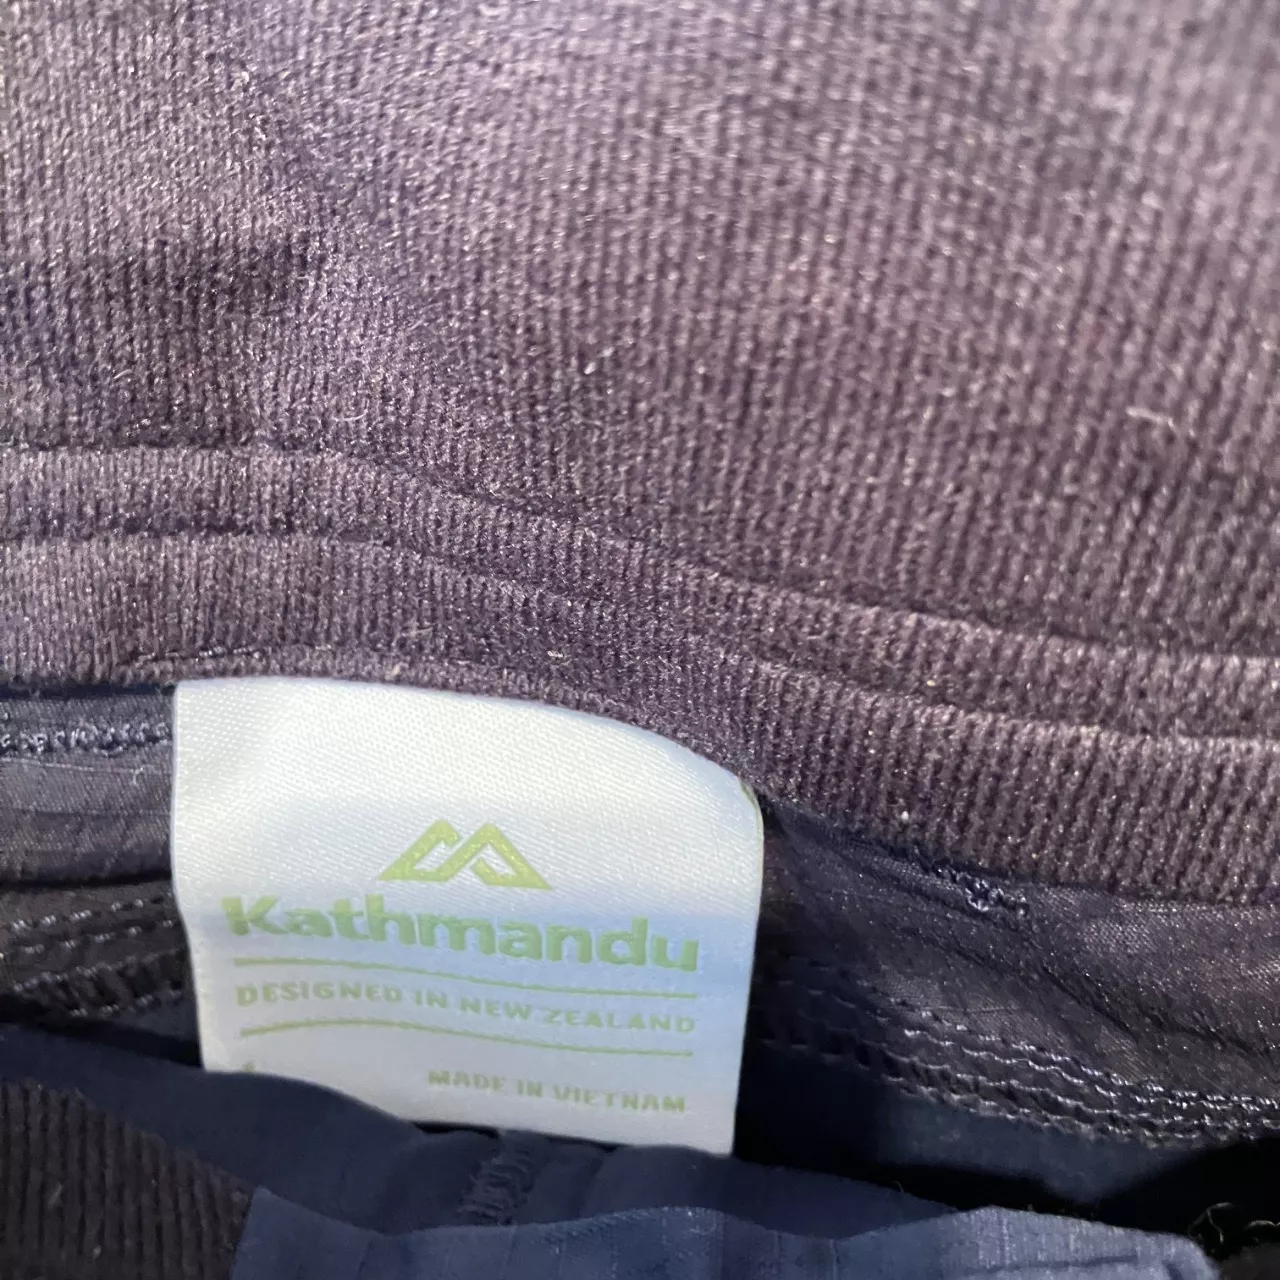 Kathmandu
DESIGNED IN NEW ZEALAND
MADE IN VIETNAM